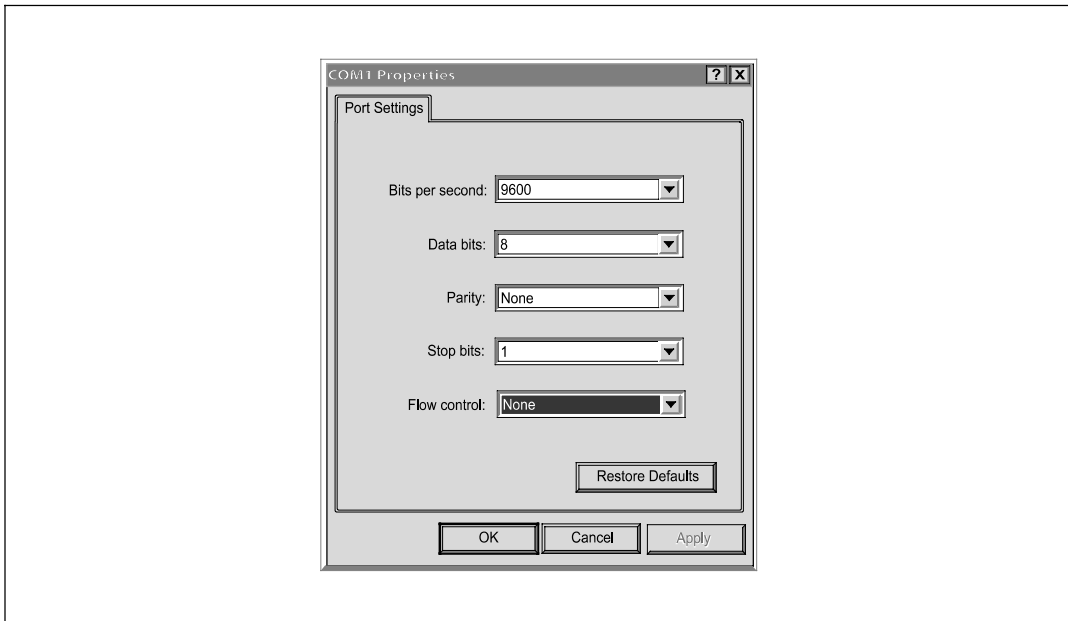 COM1 Properties ? X
Port Settings
Bits per second: 9600
Data bits: 8
Parity: None
Stop bits: 1
Flow control: None
Restore Defaults
OK Cancel Apply